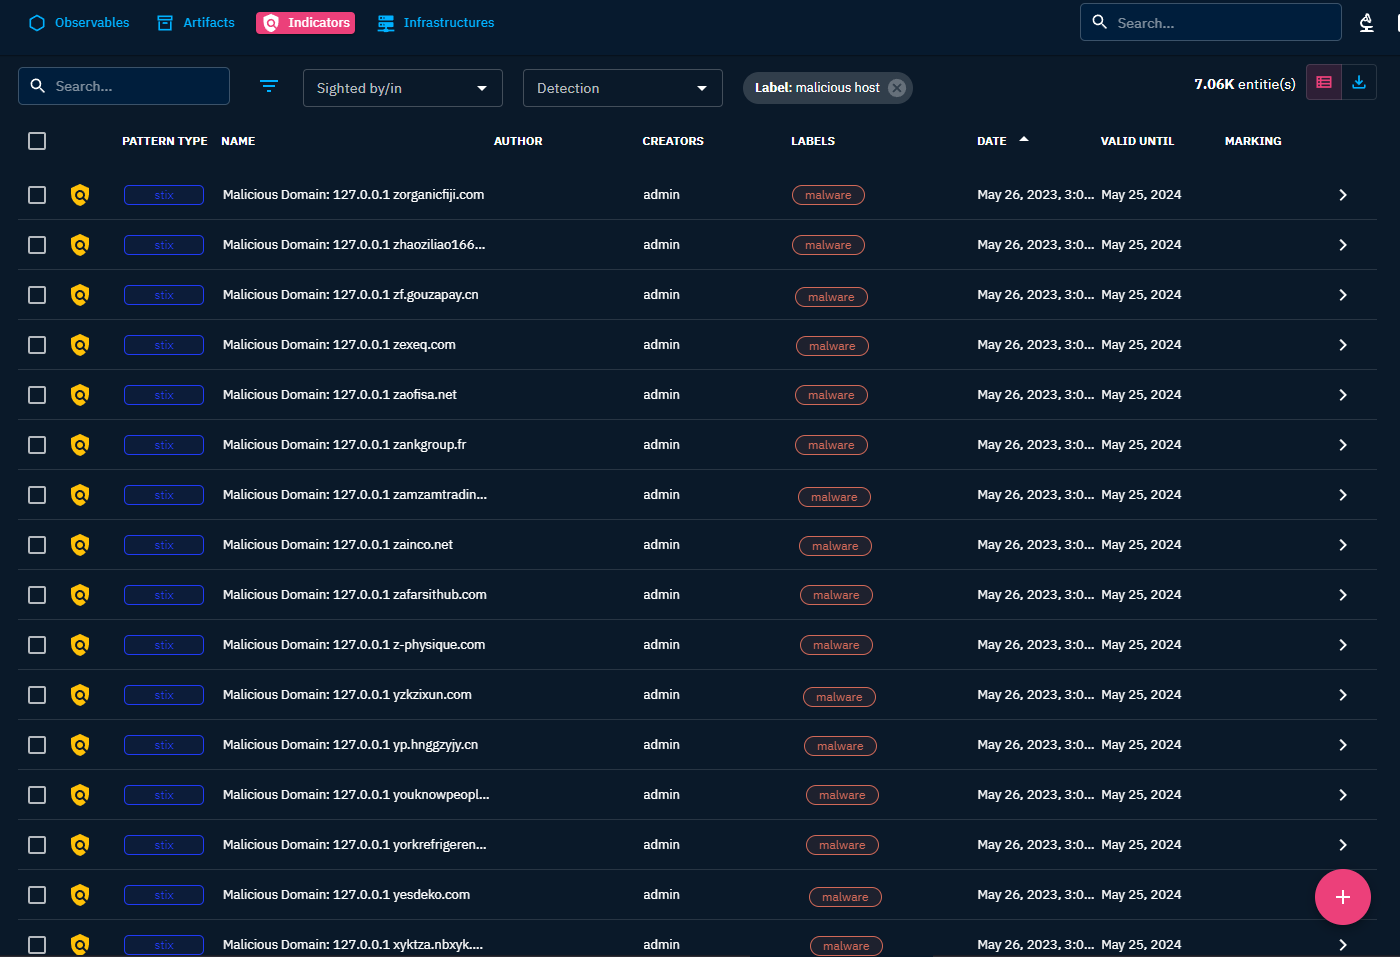 Observables Artifacts Indicators Infrastructures Search...
Search... Sighted by/in Detection Label: malicious host 7.06K entitie(s)
PATTERN TYPE NAME AUTHOR CREATORS LABELS DATE VALID UNTIL MARKING
stix Malicious Domain: 127.0.0.1 zorganicfiji.com admin malware May 26, 2023, 3:0... May 25, 2024
stix Malicious Domain: 127.0.0.1 zhaoziliao166... admin malware May 26, 2023, 3:0... May 25, 2024
stix Malicious Domain: 127.0.0.1 zf.gouzapay.cn admin malware May 26, 2023, 3:0... May 25, 2024
stix Malicious Domain: 127.0.0.1 zexeq.com admin malware May 26, 2023, 3:0... May 25, 2024
stix Malicious Domain: 127.0.0.1 zaofisa.net admin malware May 26, 2023, 3:0... May 25, 2024
stix Malicious Domain: 127.0.0.1 zankgroup.fr admin malware May 26, 2023, 3:0... May 25, 2024
stix Malicious Domain: 127.0.0.1 zamzamtradin... admin malware May 26, 2023, 3:0... May 25, 2024
stix Malicious Domain: 127.0.0.1 zainco.net admin malware May 26, 2023, 3:0... May 25, 2024
stix Malicious Domain: 127.0.0.1 zafarsithub.com admin malware May 26, 2023, 3:0... May 25, 2024
stix Malicious Domain: 127.0.0.1 z-physique.com admin malware May 26, 2023, 3:0... May 25, 2024
stix Malicious Domain: 127.0.0.1 yzkzixun.com admin malware May 26, 2023, 3:0... May 25, 2024
stix Malicious Domain: 127.0.0.1 yp.hnggzyjy.cn admin malware May 26, 2023, 3:0... May 25, 2024
stix Malicious Domain: 127.0.0.1 youknowpeopl... admin malware May 26, 2023, 3:0... May 25, 2024
stix Malicious Domain: 127.0.0.1 yorkrefrigeren... admin malware May 26, 2023, 3:0... May 25, 2024
stix Malicious Domain: 127.0.0.1 yesdeko.com admin malware May 26, 2023, 3:0... May 25, 2024
stix Malicious Domain: 127.0.0.1 xyktza.nbxyk.... admin malware May 26, 2023, 3:0... May 25, 2024